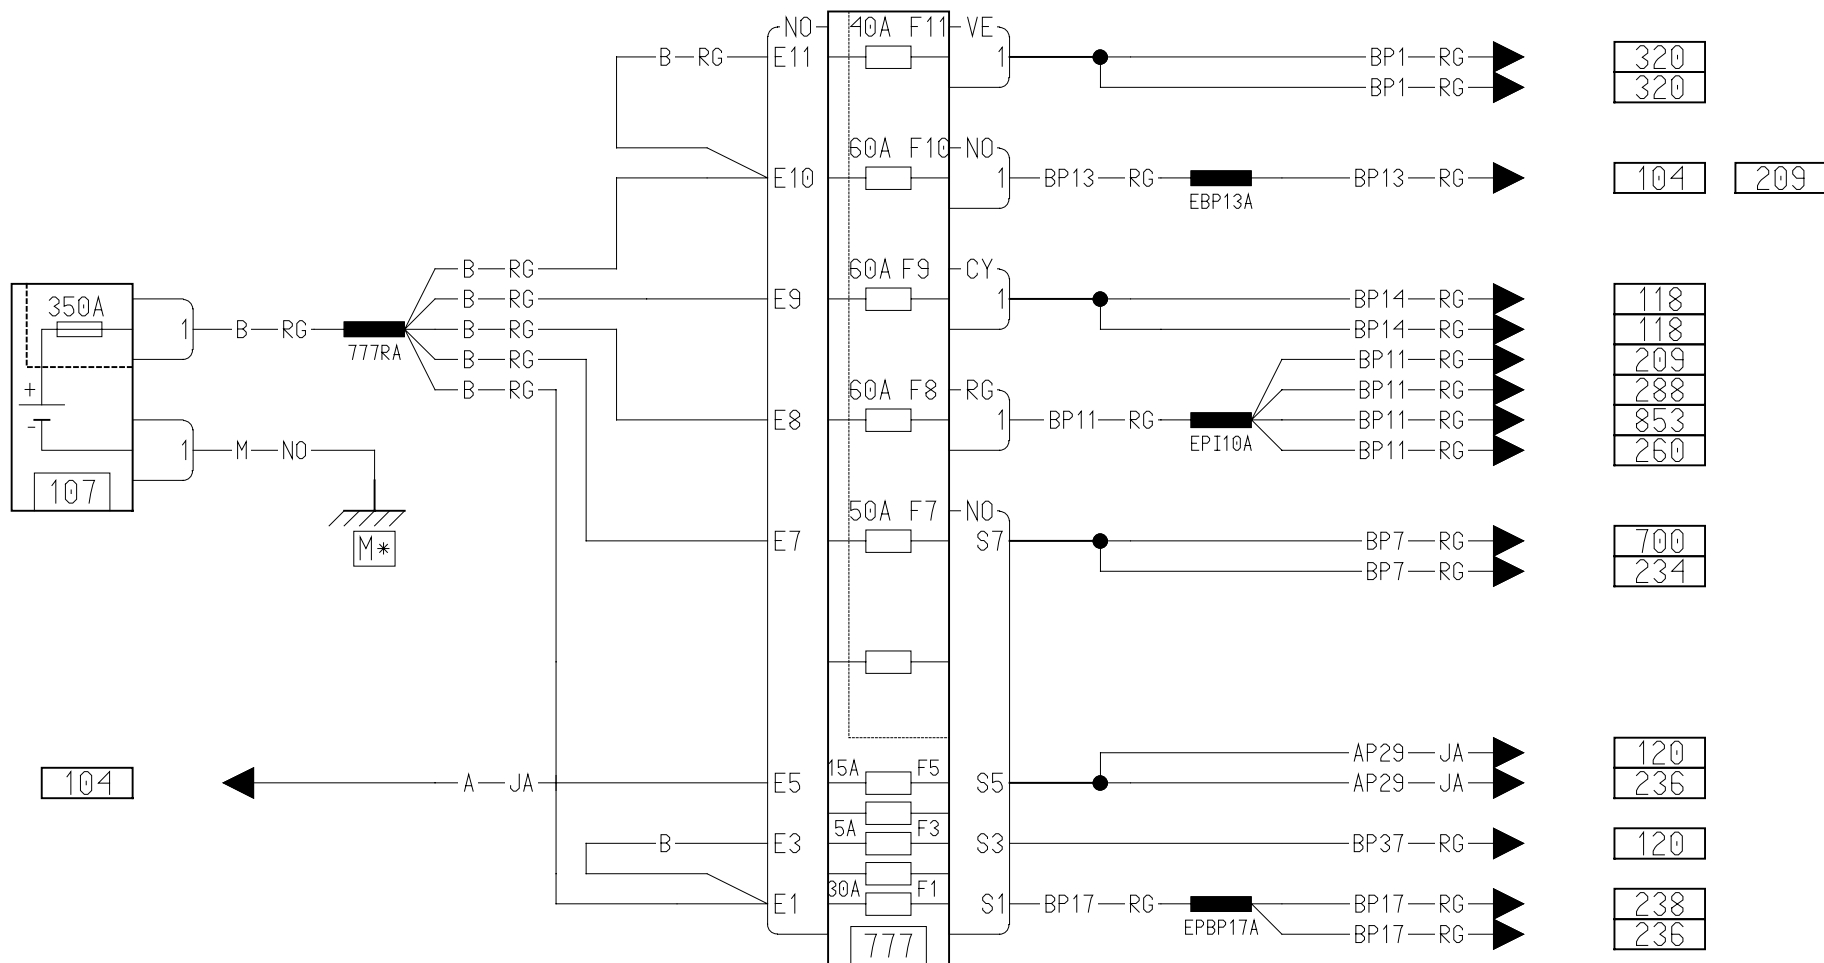 NO 40A F11 VE
B RG E11 1 BP1 RG 320
BP1 RG 320
60A F10 NO
E10 1 BP13 RG BP13 RG 104 209
EBP13A
B RG 60A F9 CY
B RG E9 1 BP14 RG 118
350A
1 B RG B RG BP14 RG 118
777RA B RG BP11 RG 209
+ B RG 60A F8 RG BP11 RG 288
- E8 1 BP11 RG BP11 RG 853
EPI10A
1 M NO BP11 RG 260
107
50A F7 NO
M* E7 S7 BP7 RG 700
BP7 RG 234
AP29 JA 120
15A F5
104 A JA E5 S5 AP29 JA 236
5A F3
B E3 S3 BP37 RG 120
30A F1
E1 S1 BP17 RG BP17 RG 238
EPBP17A
777 BP17 RG 236